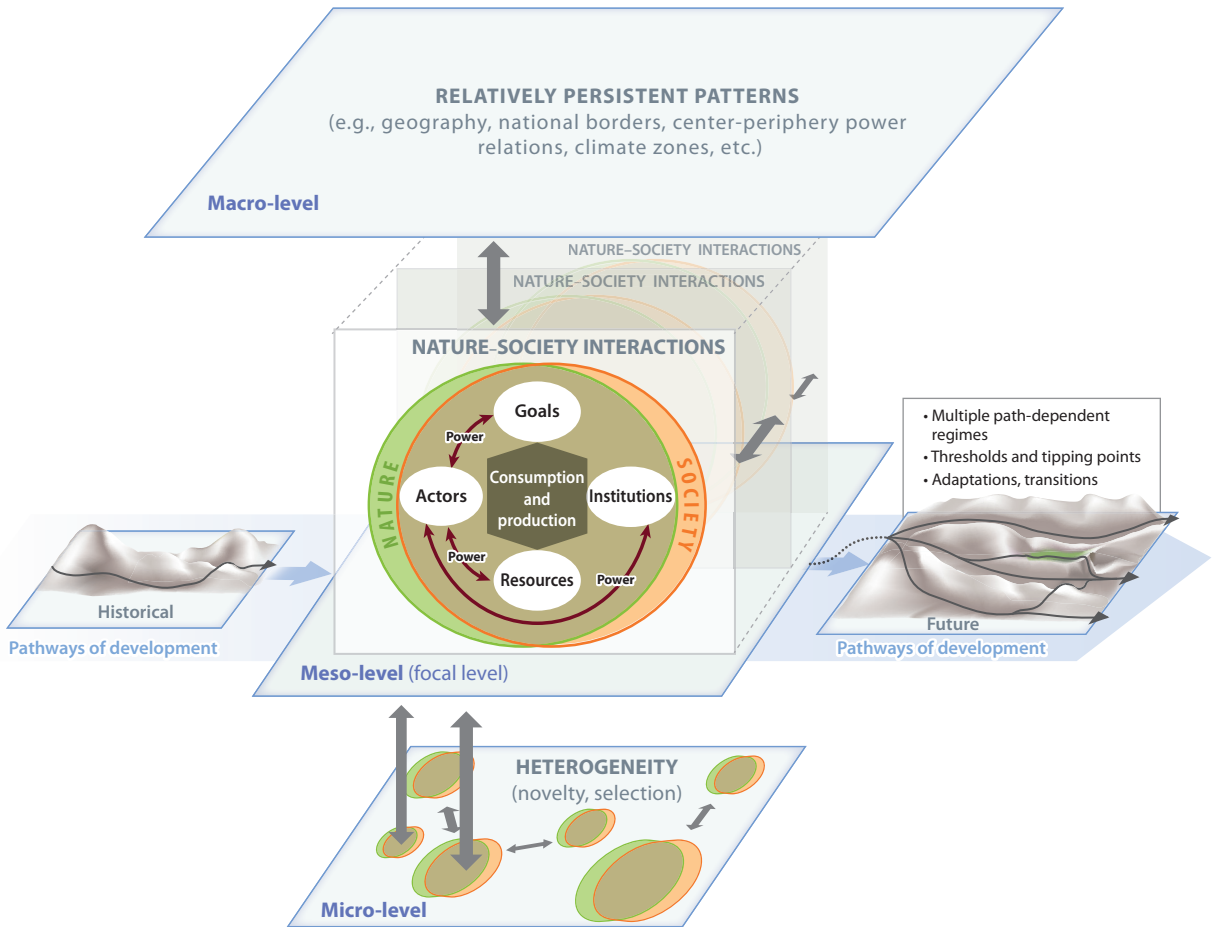 RELATIVELY PERSISTENT PATTERNS
(e.g., geography, national borders, center-periphery power
relations, climate zones, etc.)
Macro-level
NATURE–SOCIETY INTERACTIONS
NATURE–SOCIETY INTERACTIONS
NATURE–SOCIETY INTERACTIONS
Goals
Power
NATURE
Actors
Consumption
and
production
Institutions
SOCIETY
Power
Resources
Power
Meso-level (focal level)
Historical
Pathways of development
• Multiple path-dependent
regimes
• Thresholds and tipping points
• Adaptations, transitions
Future
Pathways of development
HETEROGENEITY
(novelty, selection)
Micro-level